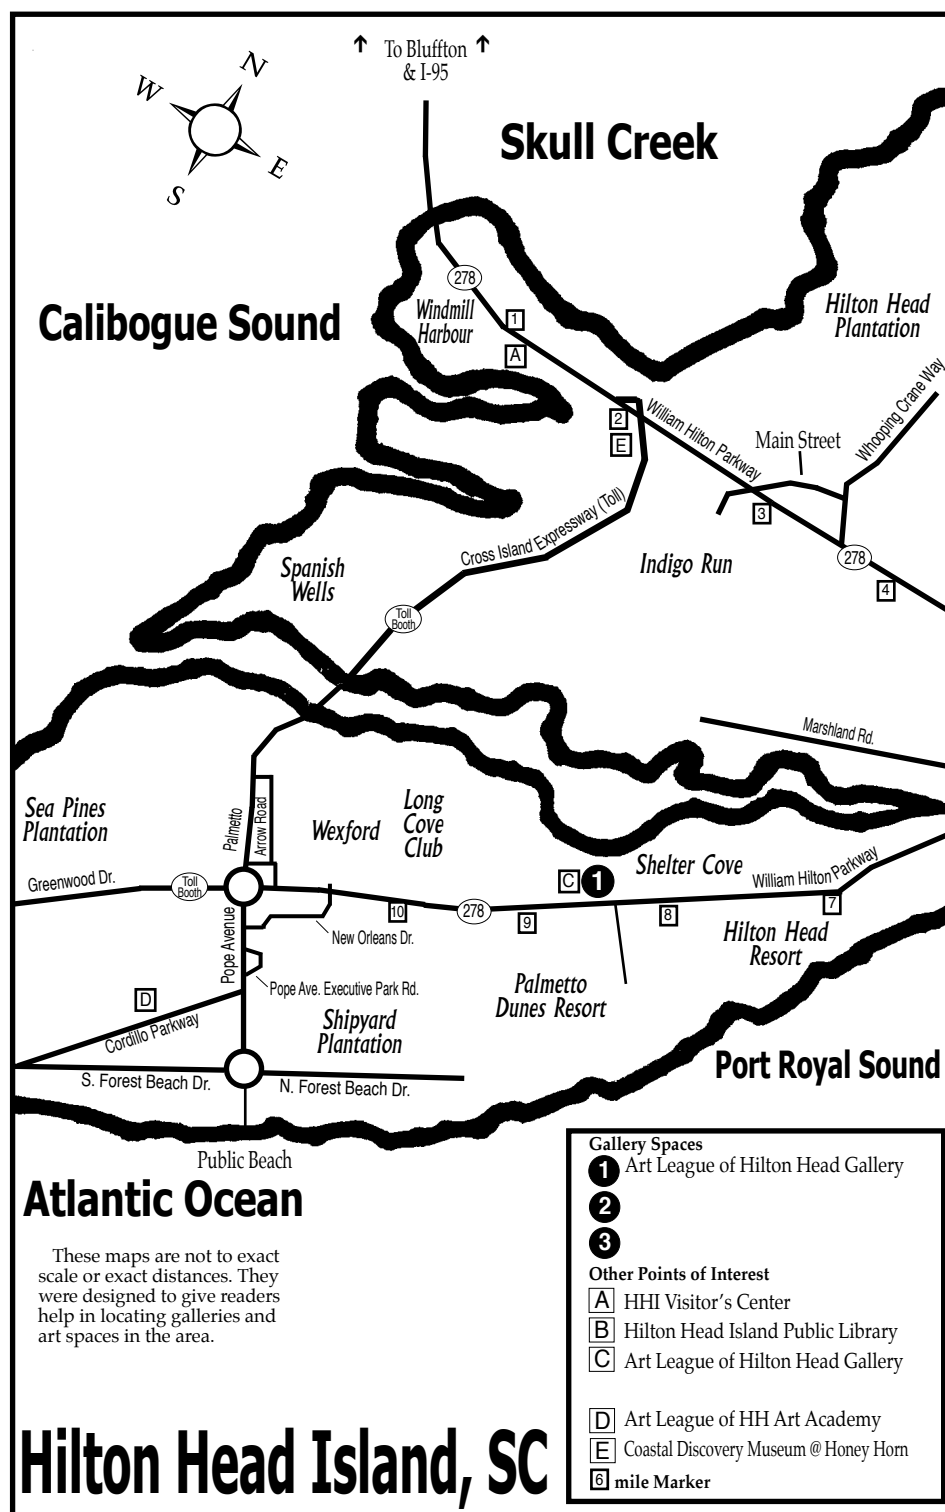 To Bluffton
& I-95
N
W
E
S
Skull Creek
278
Calibogue Sound
Windmill
Harbour
1
A
Hilton Head
Plantation
2
E
William Hilton Parkway
Main Street
Whooping Crane Way
3
Cross Island Expressway (Toll)
278
4
Indigo Run
Spanish
Wells
Toll
Booth
Marshland Rd.
Sea Pines
Plantation
Palmetto
Arrow Road
Wexford
Long
Cove
Club
Shelter Cove
William Hilton Parkway
Greenwood Dr.
Toll
Booth
C
1
10
278
9
8
7
New Orleans Dr.
Pope Avenue
Hilton Head
Resort
Pope Ave. Executive Park Rd.
Palmetto
Dunes Resort
D
Cordillo Parkway
Shipyard
Plantation
Port Royal Sound
S. Forest Beach Dr.
N. Forest Beach Dr.
Public Beach
Atlantic Ocean
These maps are not to exact
scale or exact distances. They
were designed to give readers
help in locating galleries and
art spaces in the area.
Hilton Head Island, SC
Gallery Spaces
1 Art League of Hilton Head Gallery
2
3
Other Points of Interest
A HHI Visitor's Center
B Hilton Head Island Public Library
C Art League of Hilton Head Gallery
D Art League of HH Art Academy
E Coastal Discovery Museum @ Honey Horn
6 mile Marker